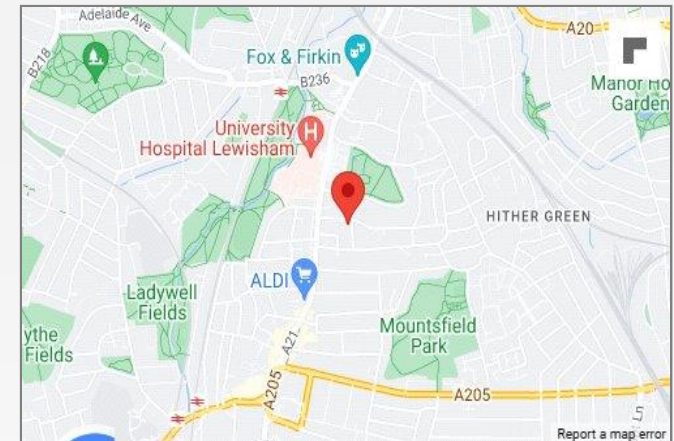 Adelaide Ave
A20
B218
Fox & Firkin
B236
Manor Ho
Garden
University
Hospital Lewisham
H
HITHER GREEN
ALDI
Ladywell
Fields
Mountsfield
Park
ythe
Fields
A21
A205
A205
Report a map error